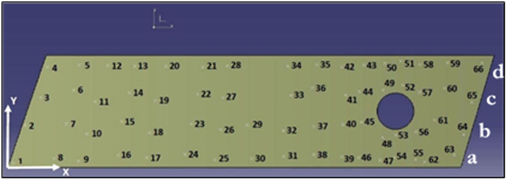 4 5 12 13 20 21 28 34 35 42 43 50 51 58 59 66 d
3 6 11 14 19 22 27 33 36 41 44 49 52 57 60 65 c
2 7 10 15 18 23 26 29 32 37 40 45 48 53 56 61 64 b
1 8 9 16 17 24 25 30 31 38 39 46 47 54 55 62 63 a
Y
X